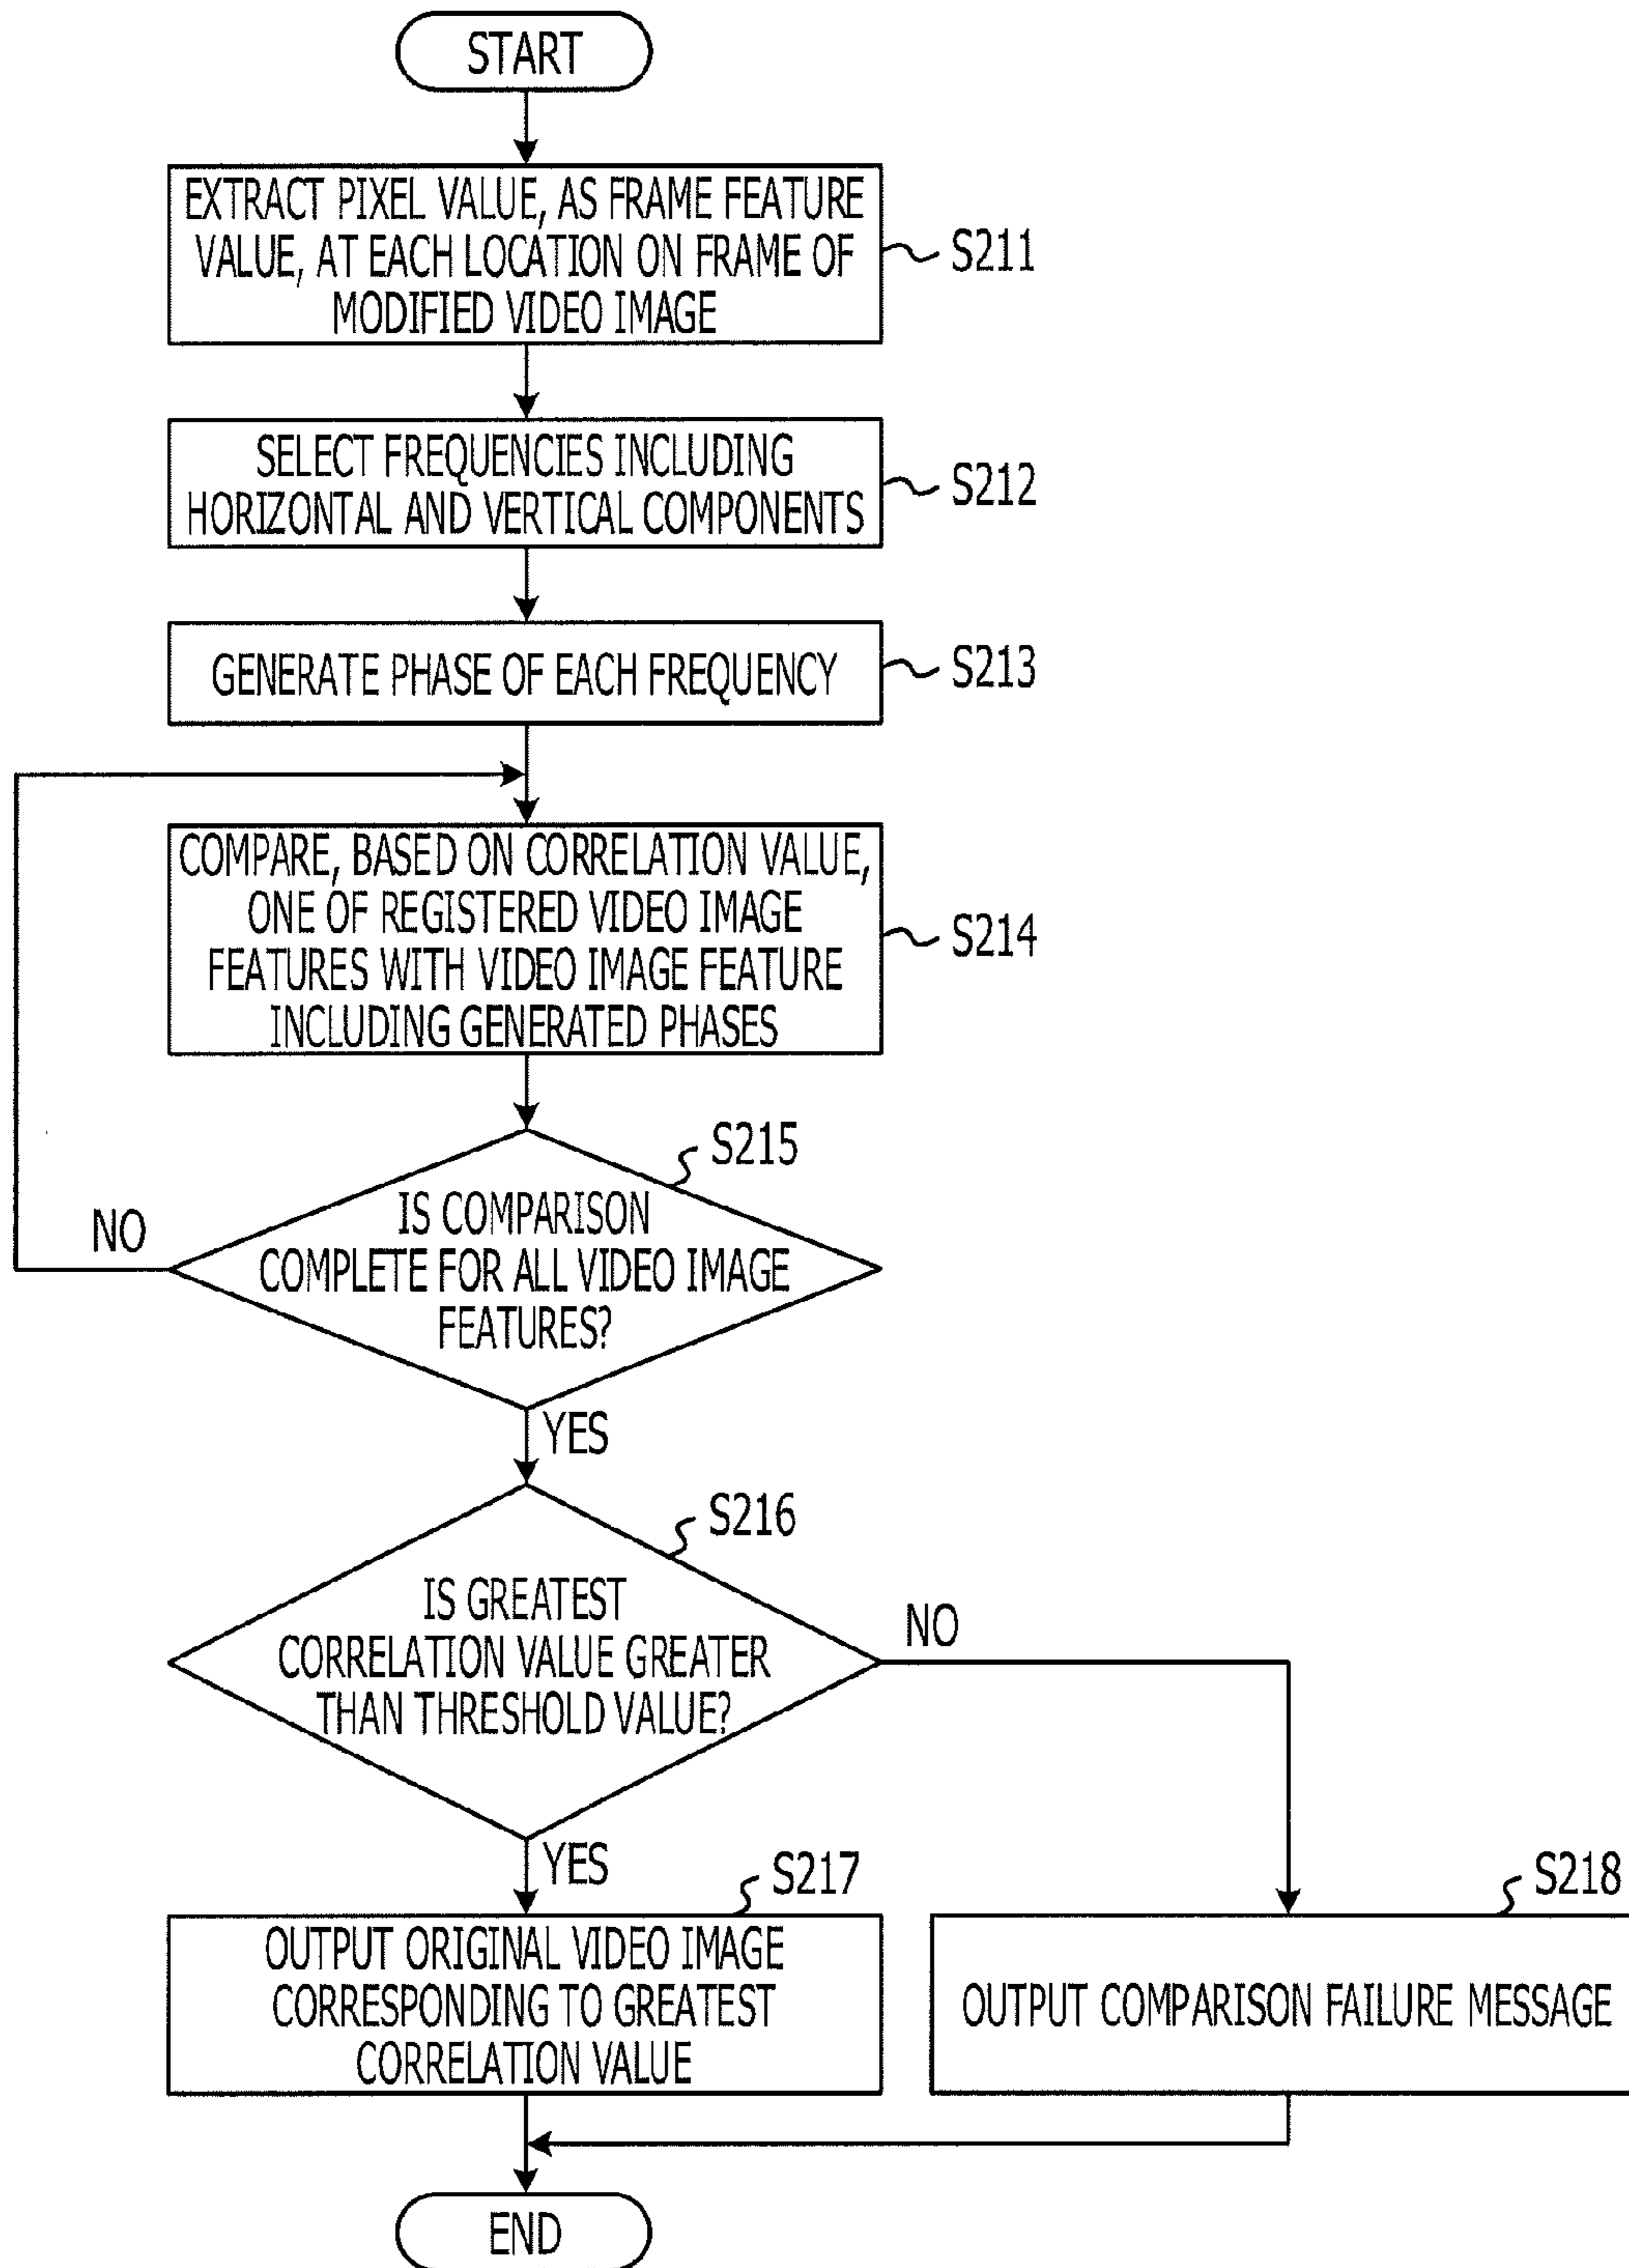 START
EXTRACT PIXEL VALUE, AS FRAME FEATURE
VALUE, AT EACH LOCATION ON FRAME OF
MODIFIED VIDEO IMAGE
S211
SELECT FREQUENCIES INCLUDING
HORIZONTAL AND VERTICAL COMPONENTS
S212
GENERATE PHASE OF EACH FREQUENCY
S213
COMPARE, BASED ON CORRELATION VALUE,
ONE OF REGISTERED VIDEO IMAGE
FEATURES WITH VIDEO IMAGE FEATURE
INCLUDING GENERATED PHASES
S214
S215
IS COMPARISON
COMPLETE FOR ALL VIDEO IMAGE
FEATURES?
NO
YES
S216
IS GREATEST
CORRELATION VALUE GREATER
THAN THRESHOLD VALUE?
NO
YES
S217
OUTPUT ORIGINAL VIDEO IMAGE
CORRESPONDING TO GREATEST
CORRELATION VALUE
S218
OUTPUT COMPARISON FAILURE MESSAGE
END